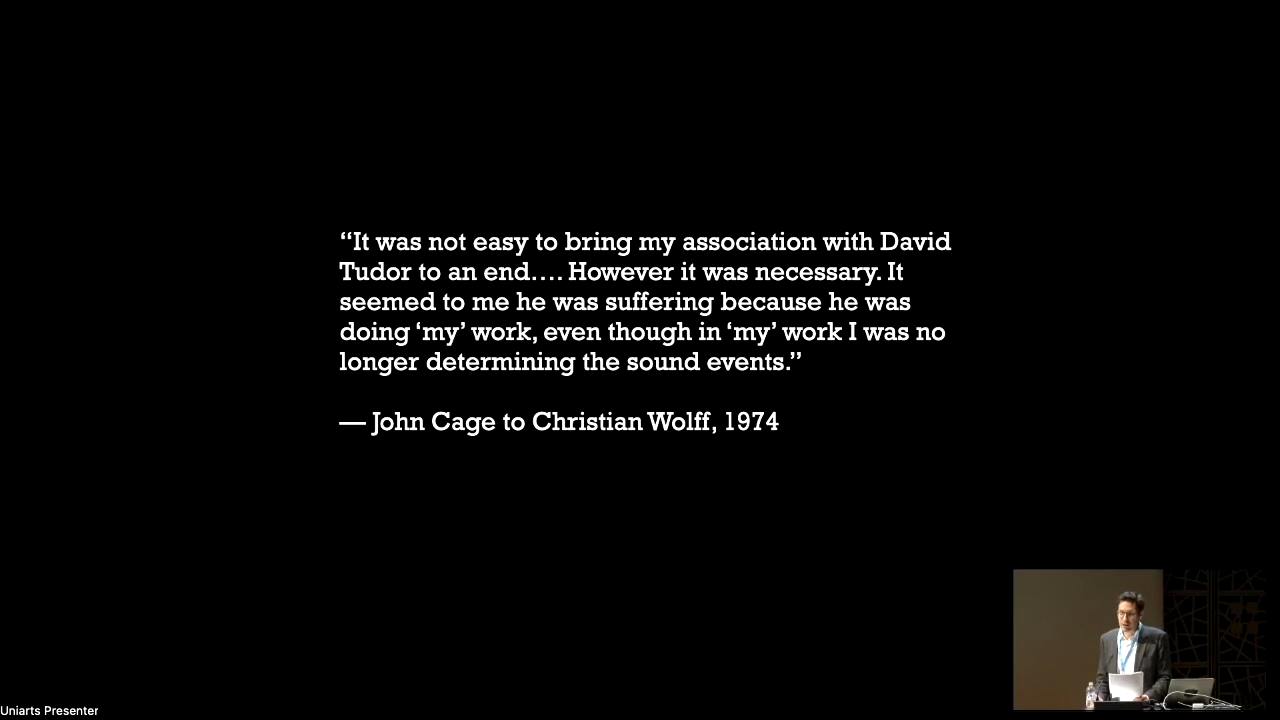 “It was not easy to bring my association with David
Tudor to an end…. However it was necessary. It
seemed to me he was suffering because he was
doing ‘my’ work, even though in ‘my’ work I was no
longer determining the sound events.”
— John Cage to Christian Wolff, 1974
Uniarts Presenter